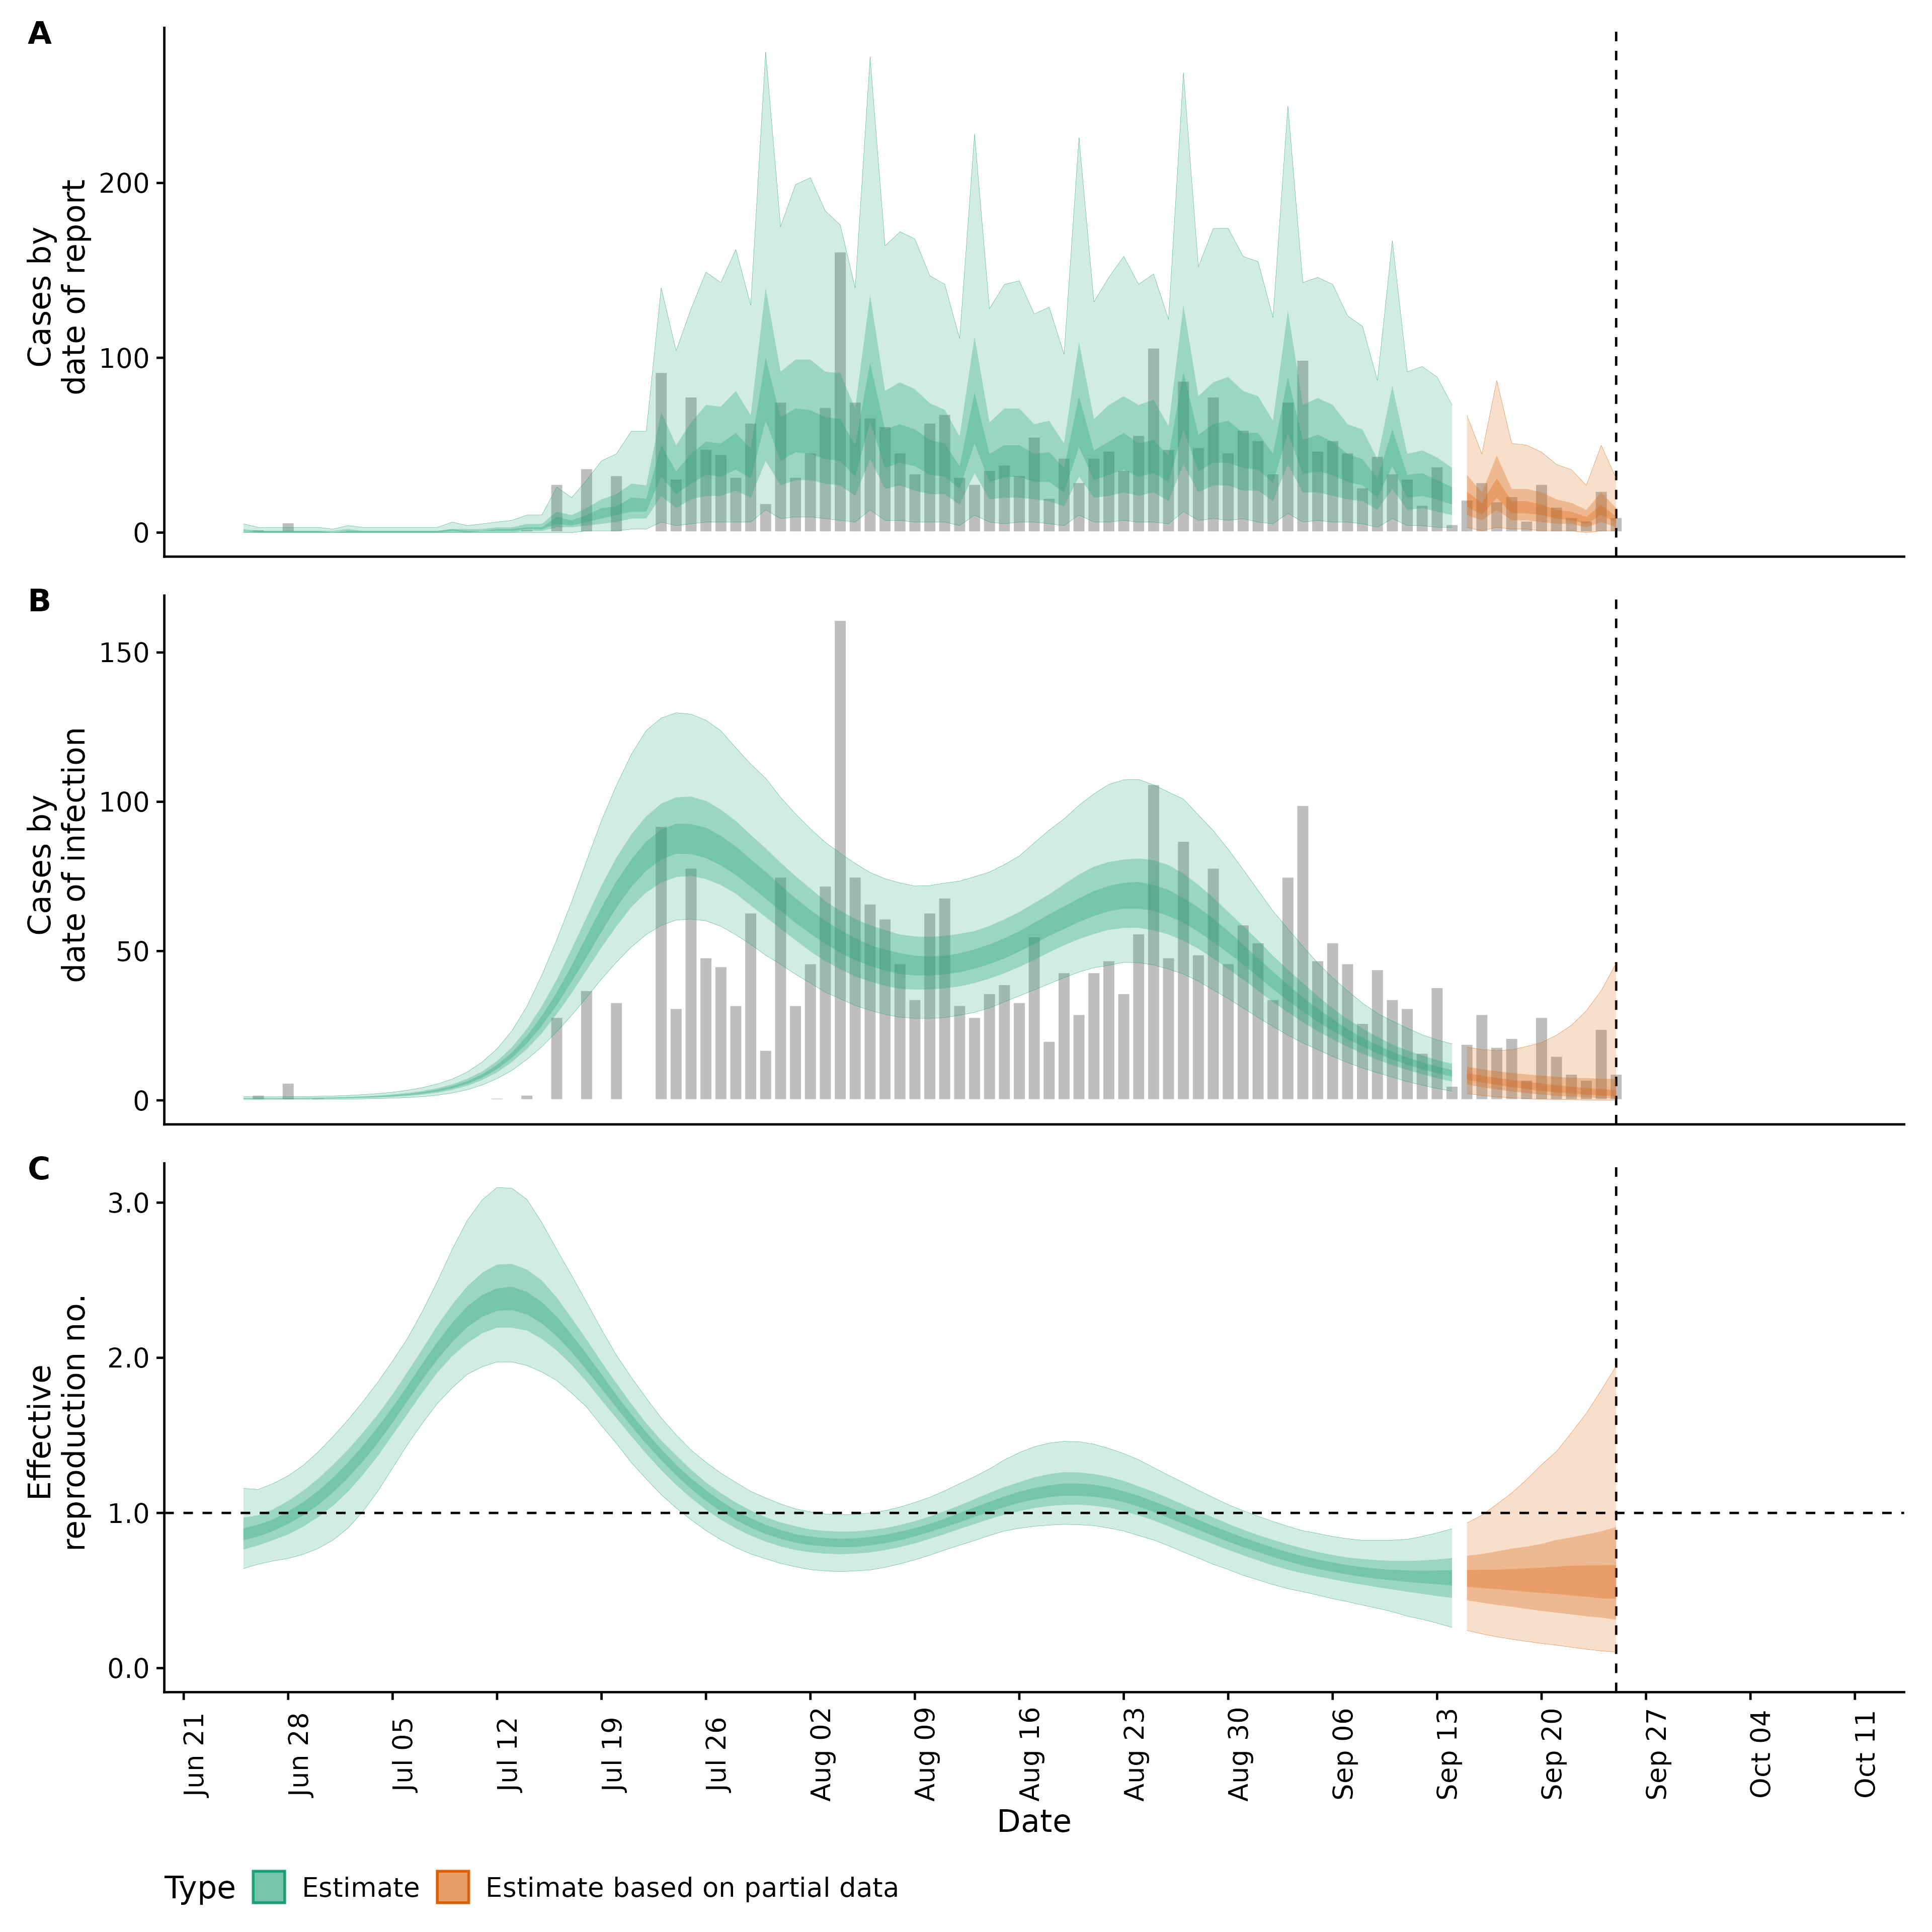 A
Cases by
date of report
200
100
0
B
Cases by
date of infection
150
100
50
0
C
Effective
reproduction no.
3.0
2.0
1.0
0.0
Jun 21
Jun 28
Jul 05
Jul 12
Jul 19
Jul 26
Aug 02
Aug 09
Aug 16
Aug 23
Aug 30
Sep 06
Sep 13
Sep 20
Sep 27
Oct 04
Oct 11
Date
Type Estimate Estimate based on partial data